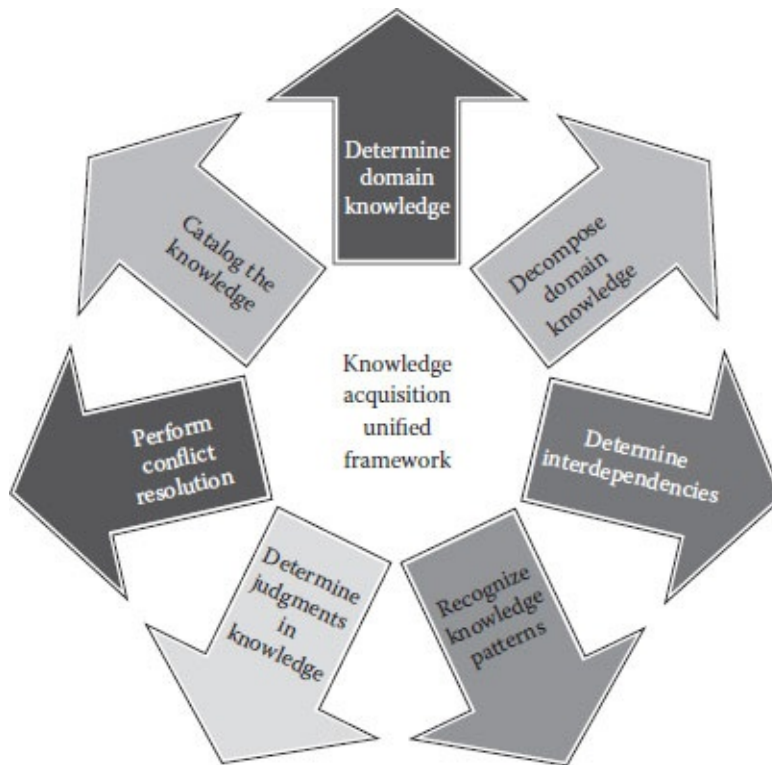 Determine
domain
knowledge
Decompose
domain
knowledge
Determine
interdependencies
Recognize
knowledge
patterns
Determine
judgments
in
knowledge
Perform
conflict
resolution
Catalog the
knowledge
Knowledge
acquisition
unified
framework